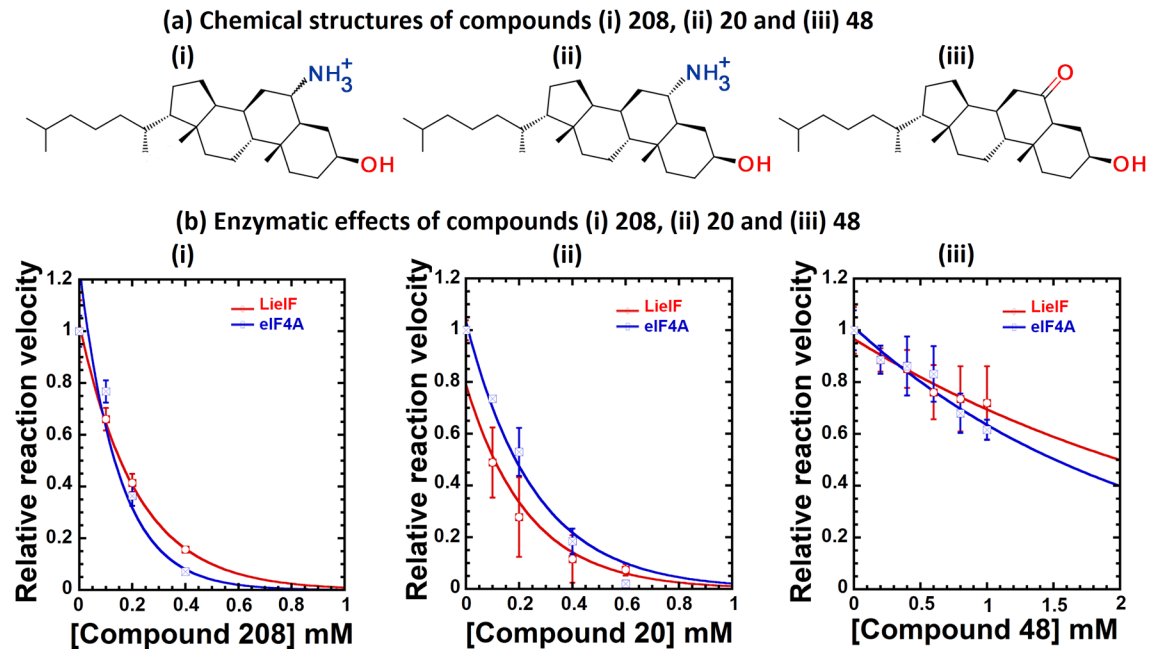 (a) Chemical structures of compounds (i) 208, (ii) 20 and (iii) 48
(i) (ii) (iii)
NH3+ NH3+ O
OH OH OH
(b) Enzymatic effects of compounds (i) 208, (ii) 20 and (iii) 48
(i) (ii) (iii)
Relative reaction velocity
1.2
1
0.8
0.6
0.4
0.2
0
LieIF
eIF4A
0 0.2 0.4 0.6 0.8 1
[Compound 208] mM
Relative reaction velocity
1.2
1
0.8
0.6
0.4
0.2
0
LieIF
eIF4A
0 0.2 0.4 0.6 0.8 1
[Compound 20] mM
Relative reaction velocity
1.2
1
0.8
0.6
0.4
0.2
0
LieIF
eIF4A
0 0.5 1 1.5 2
[Compound 48] mM